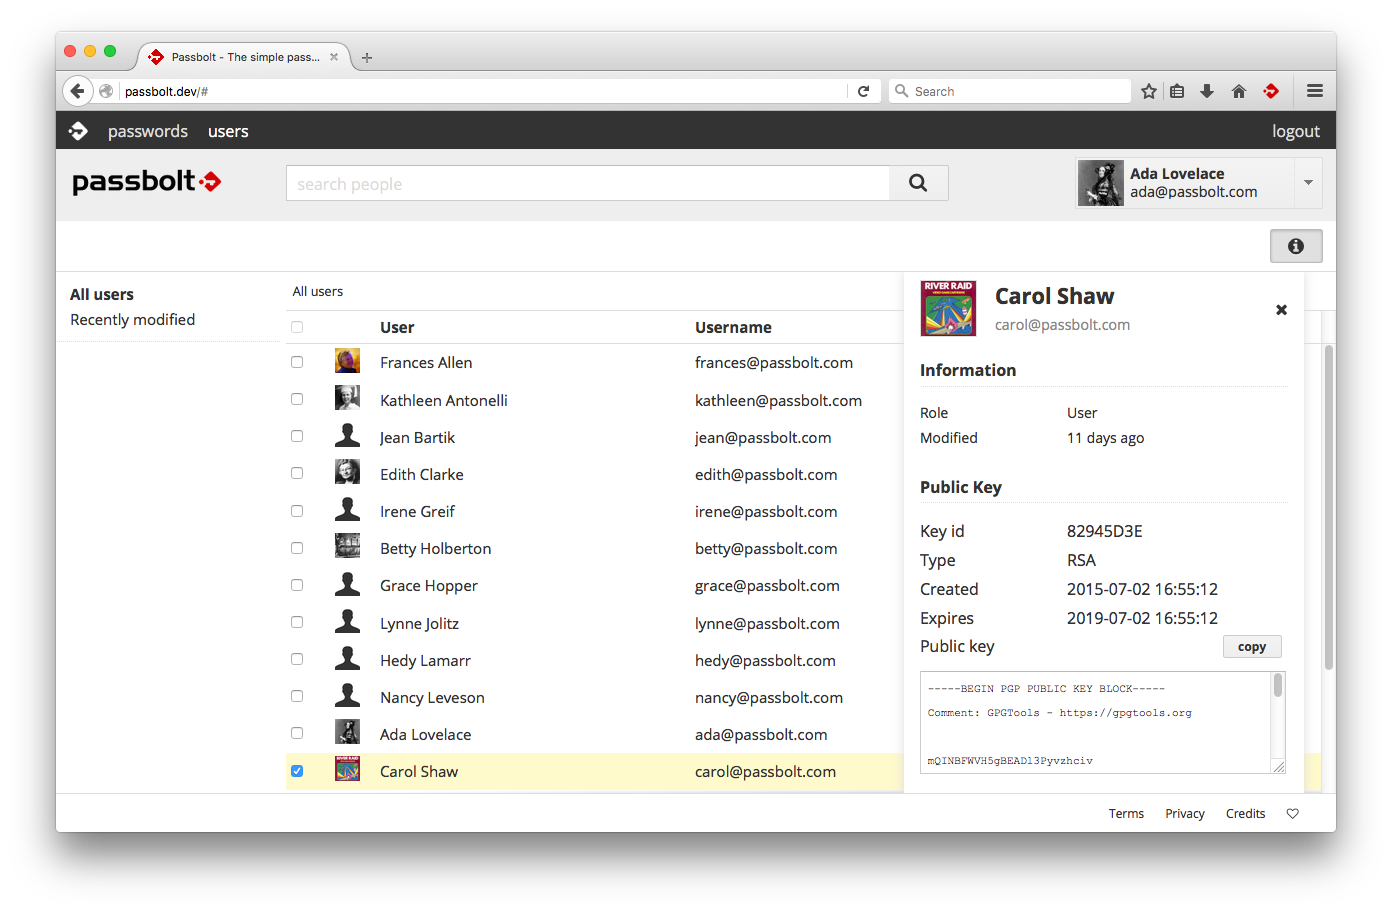 Passbolt - The simple pass...
passbolt.dev/#
Search
passwords
users
logout
passbolt
search people
Ada Lovelace
ada@passbolt.com
All users
Recently modified
All users
User Username
Frances Allen frances@passbolt.com
Kathleen Antonelli kathleen@passbolt.com
Jean Bartik jean@passbolt.com
Edith Clarke edith@passbolt.com
Irene Greif irene@passbolt.com
Betty Holberton betty@passbolt.com
Grace Hopper grace@passbolt.com
Lynne Jolitz lynne@passbolt.com
Hedy Lamarr hedy@passbolt.com
Nancy Leveson nancy@passbolt.com
Ada Lovelace ada@passbolt.com
RIVER RAID
Carol Shaw carol@passbolt.com
RIVER RAID
Carol Shaw
carol@passbolt.com
Information
Role User
Modified 11 days ago
Public Key
Key id 82945D3E
Type RSA
Created 2015-07-02 16:55:12
Expires 2019-07-02 16:55:12
Public key copy
-----BEGIN PGP PUBLIC KEY BLOCK-----
Comment: GPGTools - https://gpgtools.org
mQINBFWVH5gBEADl3Pyvzhciv
Terms Privacy Credits